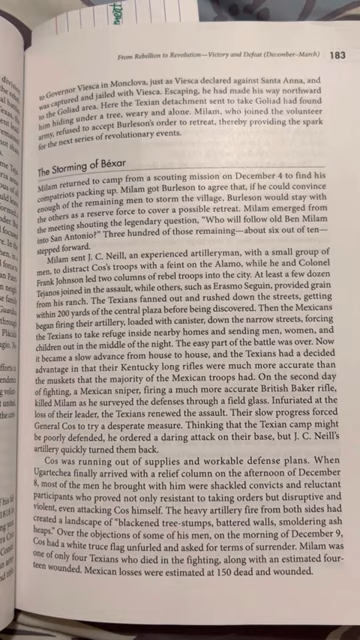 From Rebellion to Revolution—Victory and Defeat (December-March) 183
to Governor Viesca in Monclova, just as Viesca declared against Santa Anna, and
was captured and jailed with Viesca. Escaping, he had made his way northward
to the Goliad area. Here the Texian detachment sent to take Goliad had found
him hiding under a tree, weary and alone. Milam, who joined the volunteer
army, refused to accept Burleson's order to retreat, thereby providing the spark
for the next series of revolutionary events.
The Storming of Béxar
Milam returned to camp from a scouting mission on December 4 to find his
compatriots packing up. Milam got Burleson to agree that, if he could convince
enough of the remaining men to storm the village, Burleson would stay with
the others as a reserve force to cover a possible retreat. Milam emerged from
the meeting shouting the legendary question, "Who will follow old Ben Milam
into San Antonio?" Three hundred of those remaining—about six out of ten—
stepped forward.
Milam sent J. C. Neill, an experienced artilleryman, with a small group of
men, to distract Cos's troops with a feint on the Alamo, while he and Colonel
Frank Johnson led two columns of rebel troops into the city. At least a few dozen
Tejanos joined in the assault, while others, such as Erasmo Seguín, provided grain
from his ranch. The Texians fanned out and rushed down the streets, getting
within 200 yards of the central plaza before being discovered. Then the Mexicans
began firing their artillery, loaded with canister, down the narrow streets, forcing
the Texians to take refuge inside nearby homes and sending men, women, and
children out in the middle of the night. The easy part of the battle was over. Now
it became a slow advance from house to house, and the Texians had a decided
advantage in that their Kentucky long rifles were much more accurate than
the muskets that the majority of the Mexican troops had. On the second day
of fighting, a Mexican sniper, firing a much more accurate British Baker rifle,
killed Milam as he surveyed the defenses through a field glass. Infuriated at the
loss of their leader, the Texians renewed the assault. Their slow progress forced
General Cos to try a desperate measure. Thinking that the Texian camp might
be poorly defended, he ordered a daring attack on their base, but J. C. Neill's
artillery quickly turned them back.
Cos was running out of supplies and workable defense plans. When
Ugartechea finally arrived with a relief column on the afternoon of December
8, most of the men he brought with him were shackled convicts and reluctant
participants who proved not only resistant to taking orders but disruptive and
violent, even attacking Cos himself. The heavy artillery fire from both sides had
created a landscape of "blackened tree-stumps, battered walls, smoldering ash
heaps." Over the objections of some of his men, on the morning of December 9,
Cos had a white truce flag unfurled and asked for terms of surrender. Milam was
one of only four Texians who died in the fighting, along with an estimated four-
teen wounded. Mexican losses were estimated at 150 dead and wounded.